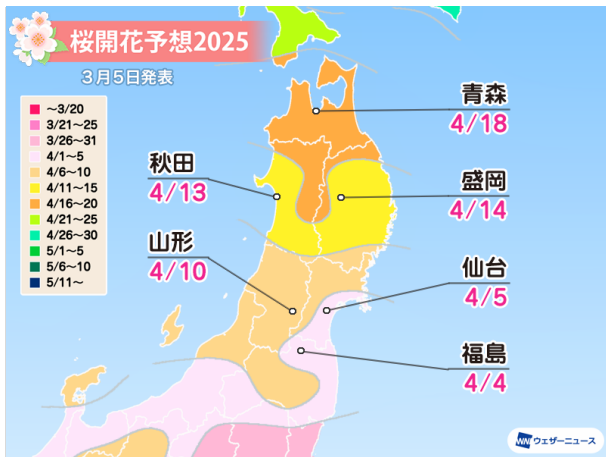 桜開花予想2025
3月5日発表
～3/20
3/21～25
3/26～31
4/1～5
4/6～10
4/11～15
4/16～20
4/21～25
4/26～30
5/1～5
5/6～10
5/11～
青森
4/18
秋田
4/13
盛岡
4/14
山形
4/10
仙台
4/5
福島
4/4
WN ウェザーニュース